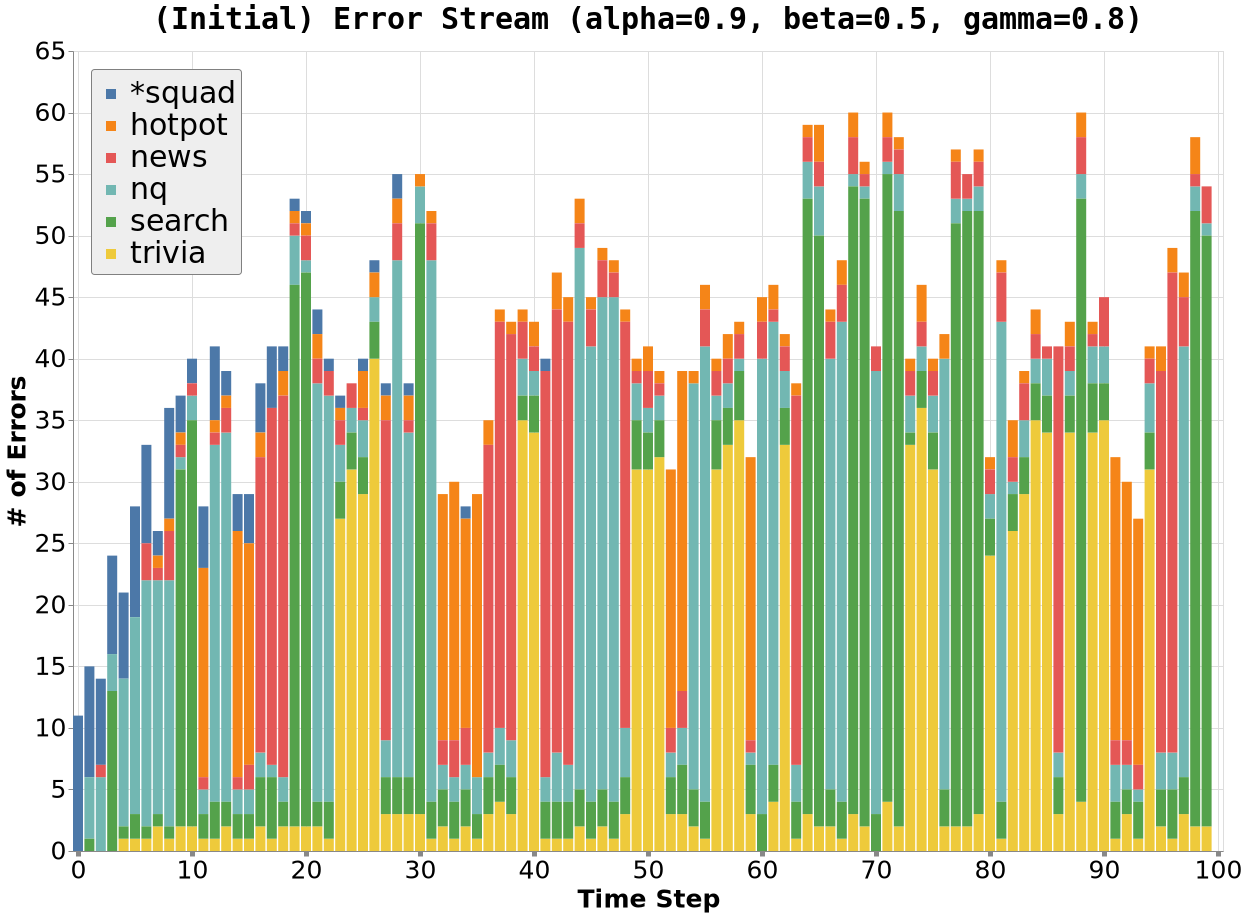 (Initial) Error Stream (alpha=0.9, beta=0.5, gamma=0.8)
65
60
55
50
45
40
35
30
25
20
15
10
5
0
# of Errors
*squad
hotpot
news
nq
search
trivia
0 10 20 30 40 50 60 70 80 90 100
Time Step